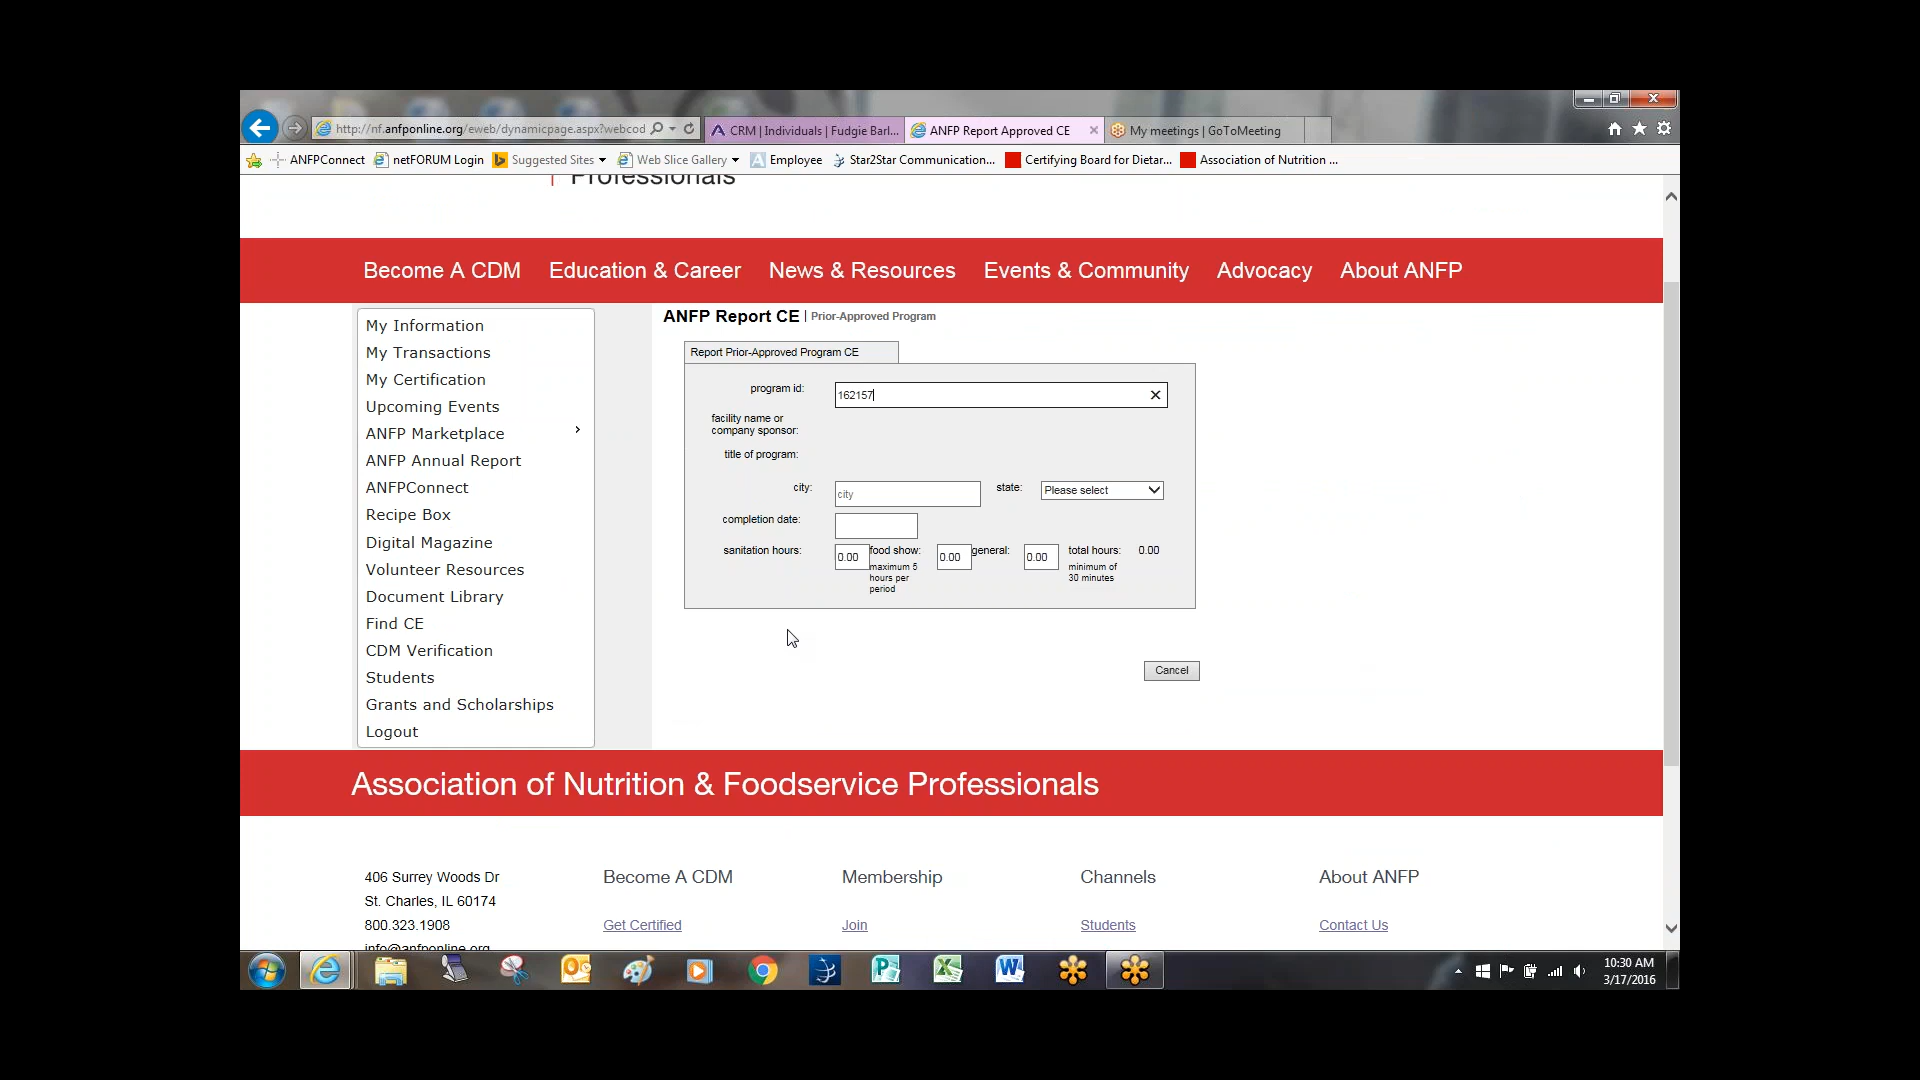 http://nf.anfponline.org/eweb/dynamicpage.aspx?webcod
CRM | Individuals | Fudgie Barl...
ANFP Report Approved CE
My meetings | GoToMeeting
ANFPConnect
netFORUM Login
Suggested Sites
Web Slice Gallery
Employee
Star2Star Communication...
Certifying Board for Dietar...
Association of Nutrition ...
Professionals
Become A CDM
Education & Career
News & Resources
Events & Community
Advocacy
About ANFP
My Information
My Transactions
My Certification
Upcoming Events
ANFP Marketplace
ANFP Annual Report
ANFPConnect
Recipe Box
Digital Magazine
Volunteer Resources
Document Library
Find CE
CDM Verification
Students
Grants and Scholarships
Logout
ANFP Report CE | Prior-Approved Program
Report Prior-Approved Program CE
program id: 162157
facility name or
company sponsor:
title of program:
city: city state: Please select
completion date:
sanitation hours: 0.00 food show: 0.00 general: 0.00 total hours: 0.00
maximum 5
hours per
period
minimum of
30 minutes
Cancel
Association of Nutrition & Foodservice Professionals
406 Surrey Woods Dr
St. Charles, IL 60174
800.323.1908
info@anfponline.org
Become A CDM
Get Certified
Membership
Join
Channels
Students
About ANFP
Contact Us
10:30 AM
3/17/2016